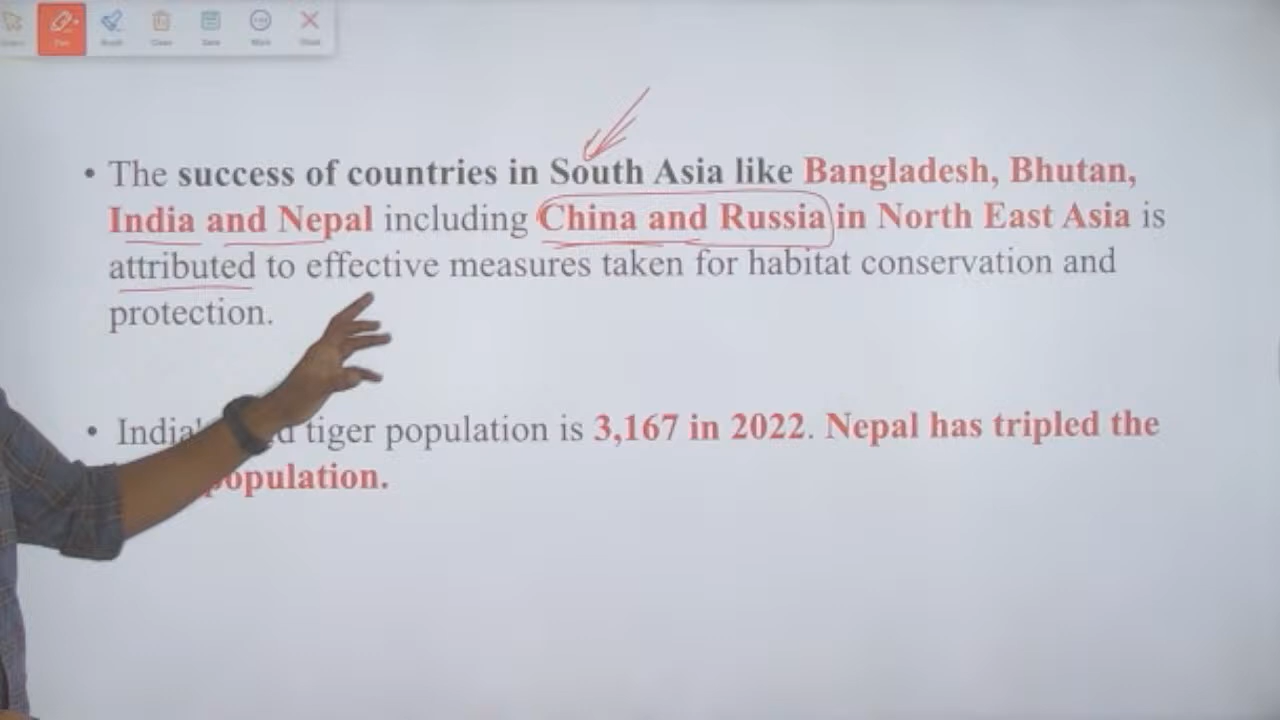 • The success of countries in South Asia like Bangladesh, Bhutan,
India and Nepal including China and Russia in North East Asia is
attributed to effective measures taken for habitat conservation and
protection.
• India's tiger population is 3,167 in 2022. Nepal has tripled the
population.